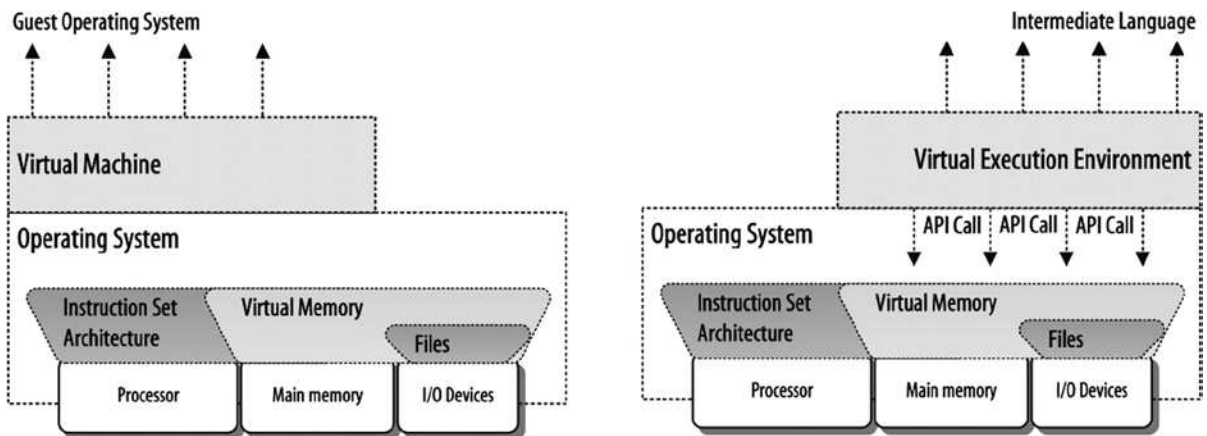 Guest Operating System
Virtual Machine
Operating System
Instruction Set
Architecture
Virtual Memory
Files
Processor
Main memory
I/O Devices
Intermediate Language
Virtual Execution Environment
API Call API Call API Call
Operating System
Instruction Set
Architecture
Virtual Memory
Files
Processor
Main memory
I/O Devices